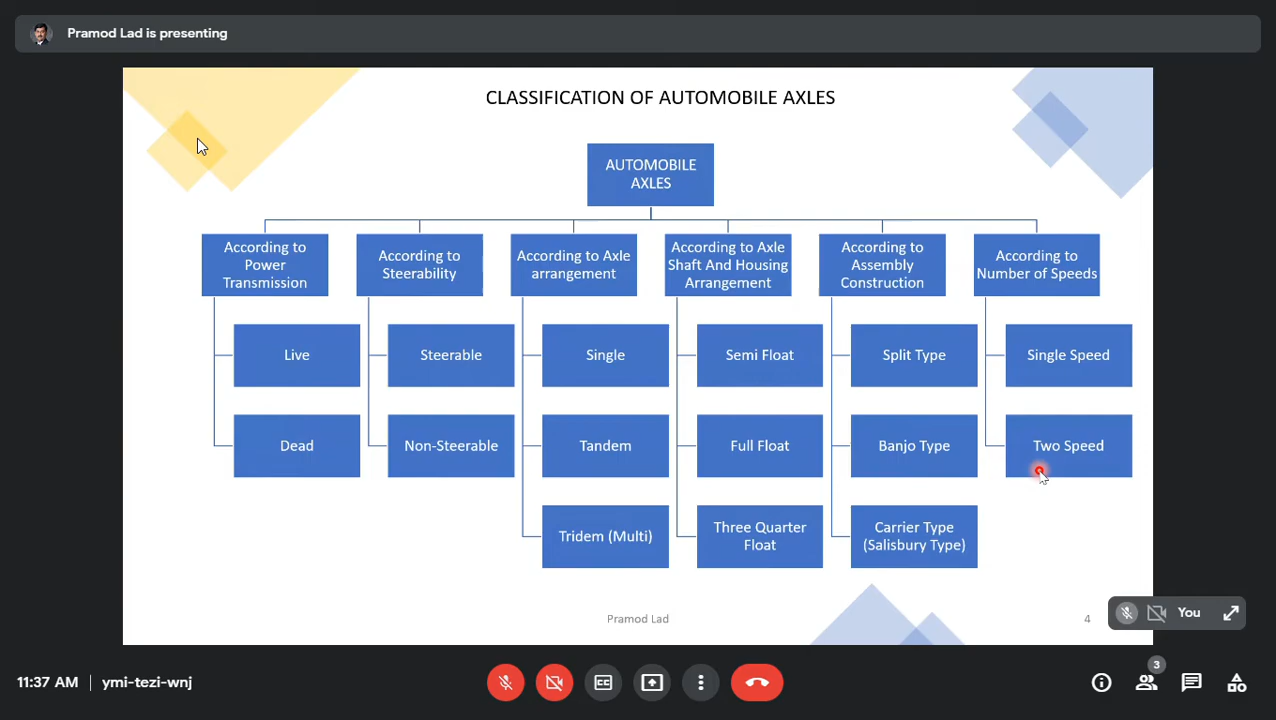 Pramod Lad is presenting
CLASSIFICATION OF AUTOMOBILE AXLES
AUTOMOBILE
AXLES
According to
Power
Transmission
Live
Dead
According to
Steerability
Steerable
Non-Steerable
According to Axle
arrangement
Single
Tandem
Tridem (Multi)
According to Axle
Shaft And Housing
Arrangement
Semi Float
Full Float
Three Quarter
Float
According to
Assembly
Construction
Split Type
Banjo Type
Carrier Type
(Salisbury Type)
According to
Number of Speeds
Single Speed
Two Speed
Pramod Lad
4
You
11:37 AM | ymi-tezi-wnj
3